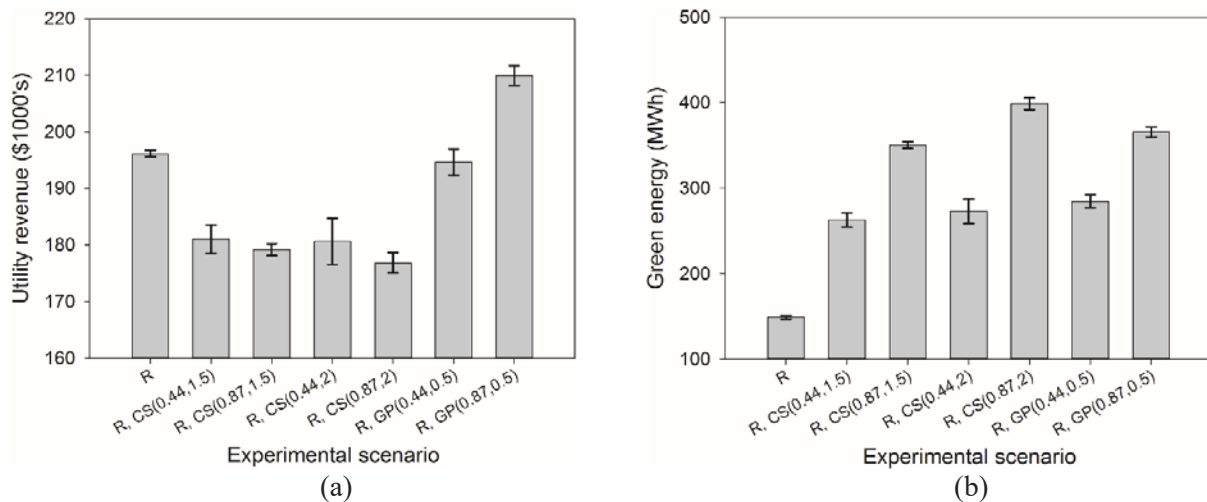 220
210
200
190
180
170
160
Utility revenue ($1000's)
R
R, CS(0.44,1.5)
R, CS(0.87,1.5)
R, CS(0.44,2)
R, CS(0.87,2)
R, GP(0.44,0.5)
R, GP(0.87,0.5)
Experimental scenario
(a)
500
400
300
200
100
Green energy (MWh)
R
R, CS(0.44,1.5)
R, CS(0.87,1.5)
R, CS(0.44,2)
R, CS(0.87,2)
R, GP(0.44,0.5)
R, GP(0.87,0.5)
Experimental scenario
(b)